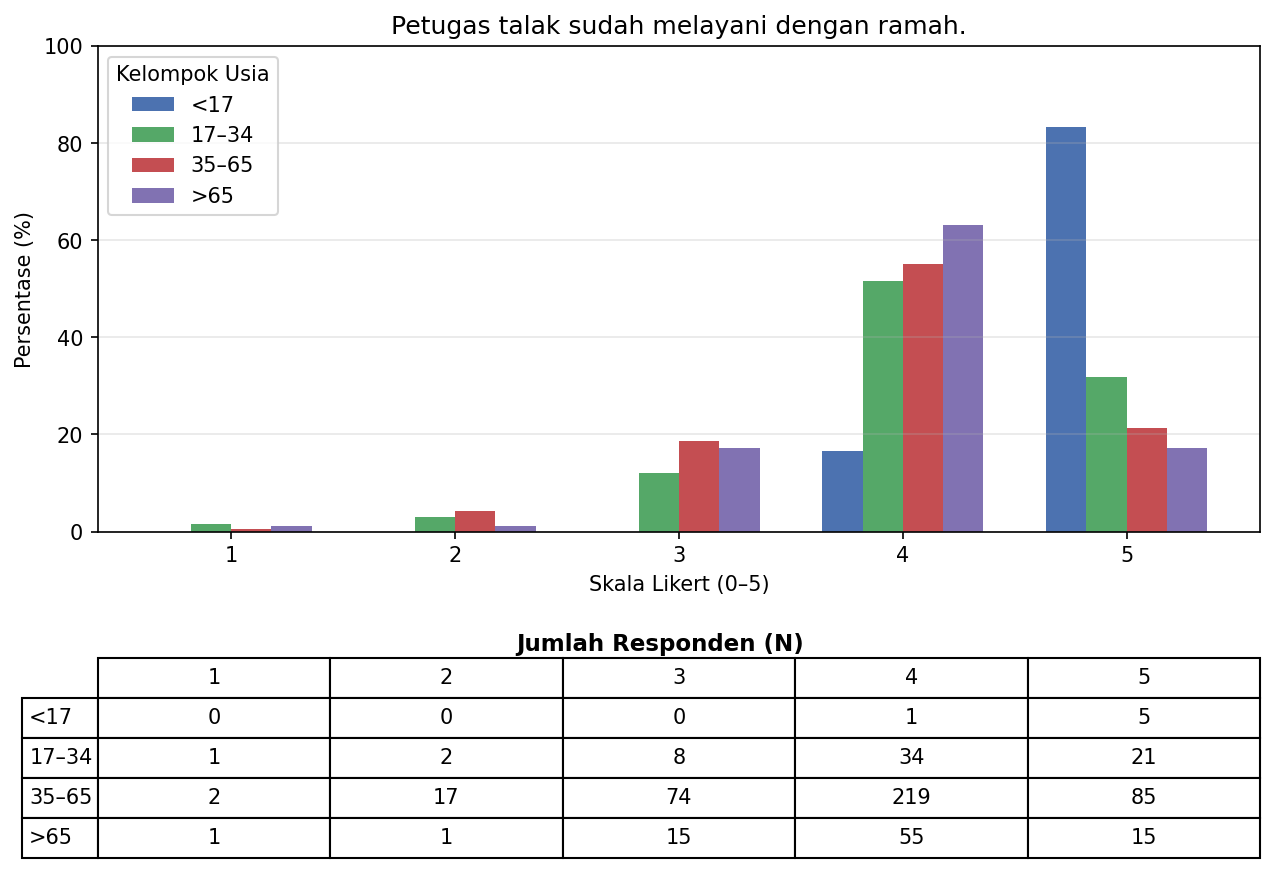 Petugas talak sudah melayani dengan ramah.
Kelompok Usia
<17
17–34
35–65
>65
Persentase (%)
100
80
60
40
20
0
1 2 3 4 5
Skala Likert (0–5)
Jumlah Responden (N)
1 2 3 4 5
<17 0 0 0 1 5
17–34 1 2 8 34 21
35–65 2 17 74 219 85
>65 1 1 15 55 15